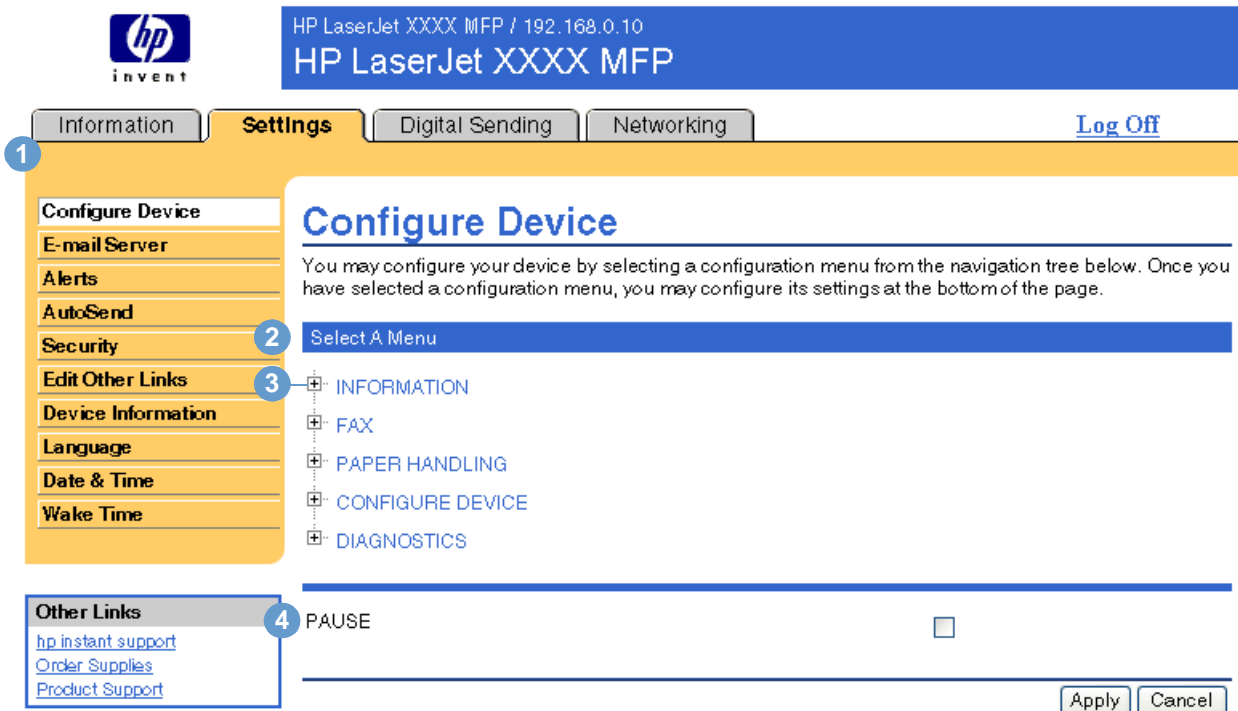 hp
invent
HP LaserJet XXXX MFP / 192.168.0.10
HP LaserJet XXXX MFP
Information
Settings
Digital Sending
Networking
Log Off
1
Configure Device
E-mail Server
Alerts
AutoSend
Security
Edit Other Links
Device Information
Language
Date & Time
Wake Time
Other Links
hp instant support
Order Supplies
Product Support
Configure Device
You may configure your device by selecting a configuration menu from the navigation tree below. Once you
have selected a configuration menu, you may configure its settings at the bottom of the page.
2
Select A Menu
3
INFORMATION
FAX
PAPER HANDLING
CONFIGURE DEVICE
DIAGNOSTICS
4
PAUSE
Apply
Cancel